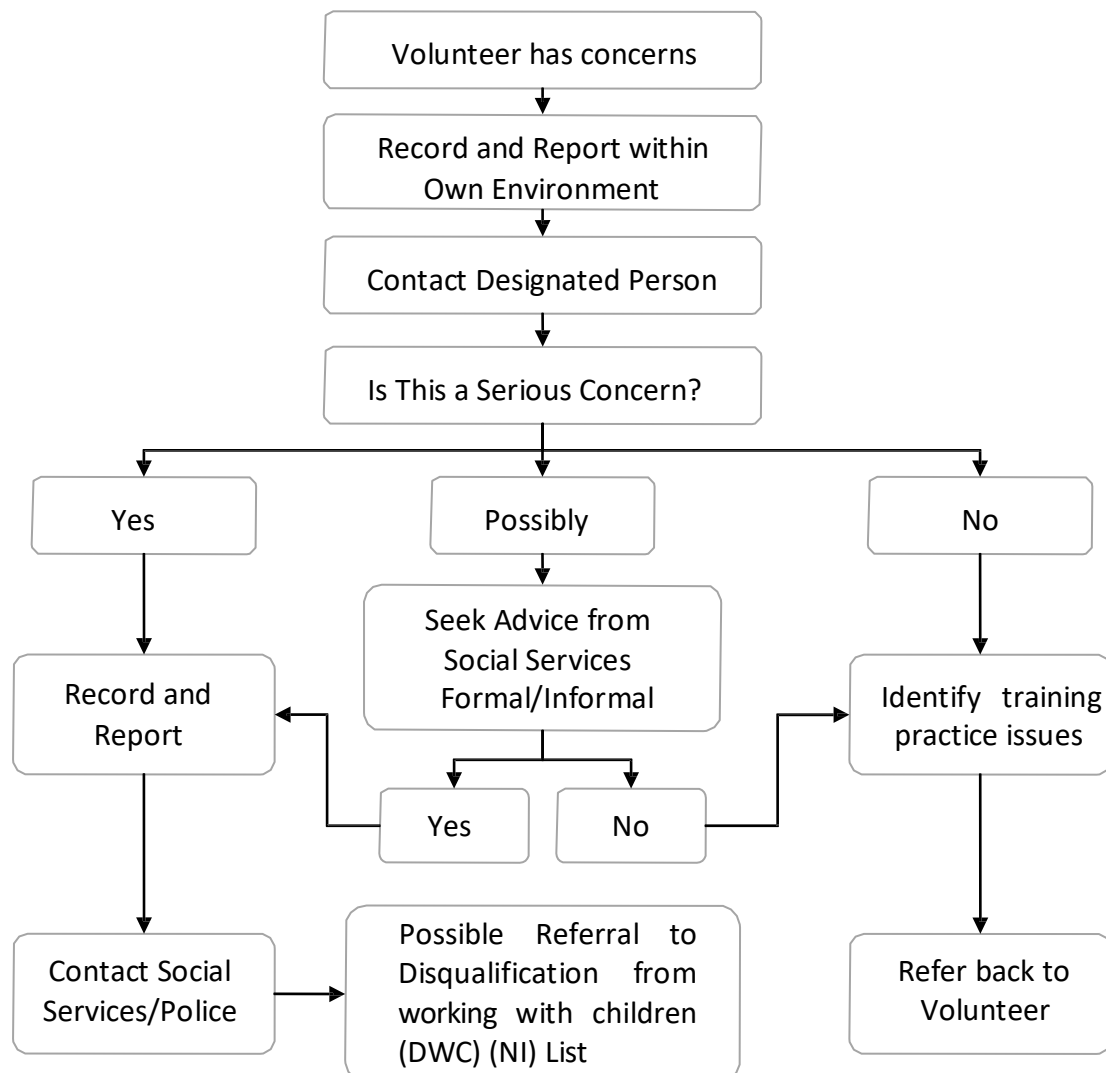 Volunteer has concerns
Record and Report within
Own Environment
Contact Designated Person
Is This a Serious Concern?
Yes
Possibly
No
Seek Advice from
Social Services
Formal/Informal
Record and
Report
Identify training
practice issues
Yes
No
Contact Social
Services/Police
Possible Referral to
Disqualification from
working with children
(DWC) (NI) List
Refer back to
Volunteer